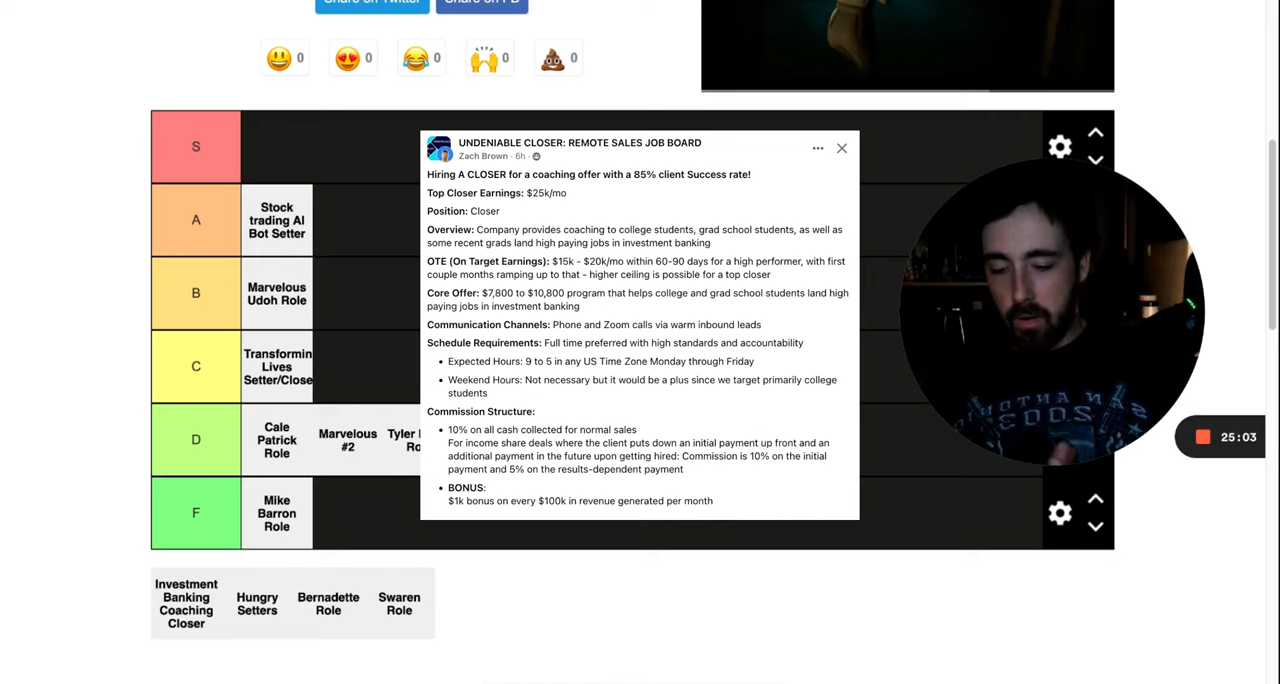 Share on Twitter
Share on FB
0
0
0
0
0
S
A
Stock
trading AI
Bot Setter
B
Marvelous
Udoh Role
C
Transformin
Lives
Setter/Close
D
Cale
Patrick
Role
Marvelous
#2
Tyler
F
Mike
Barron
Role
UNDENIABLE CLOSER: REMOTE SALES JOB BOARD
Zach Brown · 6h ·
Hiring A CLOSER for a coaching offer with a 85% client Success rate!
Top Closer Earnings: $25k/mo
Position: Closer
Overview: Company provides coaching to college students, grad school students, as well as
some recent grads land high paying jobs in investment banking
OTE (On Target Earnings): $15k - $20k/mo within 60-90 days for a high performer, with first
couple months ramping up to that - higher ceiling is possible for a top closer
Core Offer: $7,800 to $10,800 program that helps college and grad school students land high
paying jobs in investment banking
Communication Channels: Phone and Zoom calls via warm inbound leads
Schedule Requirements: Full time preferred with high standards and accountability
• Expected Hours: 9 to 5 in any US Time Zone Monday through Friday
• Weekend Hours: Not necessary but it would be a plus since we target primarily college
students
Commission Structure:
• 10% on all cash collected for normal sales
For income share deals where the client puts down an initial payment up front and an
additional payment in the future upon getting hired: Commission is 10% on the initial
payment and 5% on the results-dependent payment
• BONUS:
$1k bonus on every $100k in revenue generated per month
SAN ANTON
2003
25:03
Investment
Banking
Coaching
Closer
Hungry
Setters
Bernadette
Role
Swaren
Role